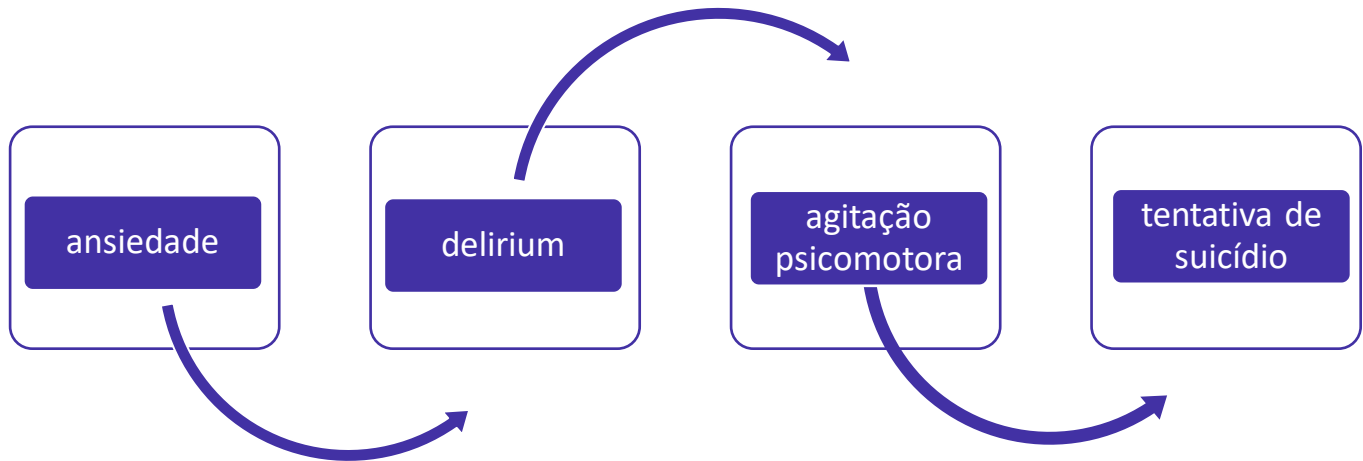 ansiedade
delirium
agitação
psicomotora
tentativa de
suicídio